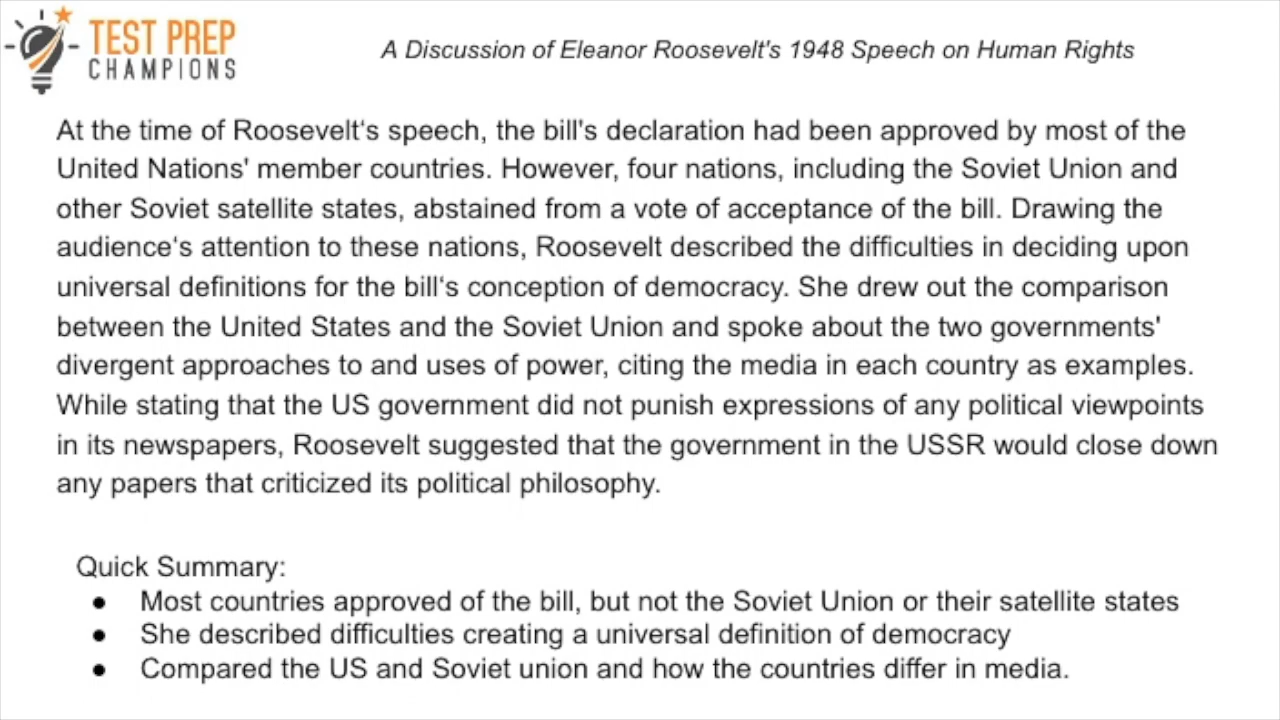 TEST PREP
CHAMPIONS
A Discussion of Eleanor Roosevelt's 1948 Speech on Human Rights
At the time of Roosevelt‘s speech, the bill's declaration had been approved by most of the
United Nations' member countries. However, four nations, including the Soviet Union and
other Soviet satellite states, abstained from a vote of acceptance of the bill. Drawing the
audience‘s attention to these nations, Roosevelt described the difficulties in deciding upon
universal definitions for the bill‘s conception of democracy. She drew out the comparison
between the United States and the Soviet Union and spoke about the two governments'
divergent approaches to and uses of power, citing the media in each country as examples.
While stating that the US government did not punish expressions of any political viewpoints
in its newspapers, Roosevelt suggested that the government in the USSR would close down
any papers that criticized its political philosophy.
Quick Summary:
● Most countries approved of the bill, but not the Soviet Union or their satellite states
● She described difficulties creating a universal definition of democracy
● Compared the US and Soviet union and how the countries differ in media.